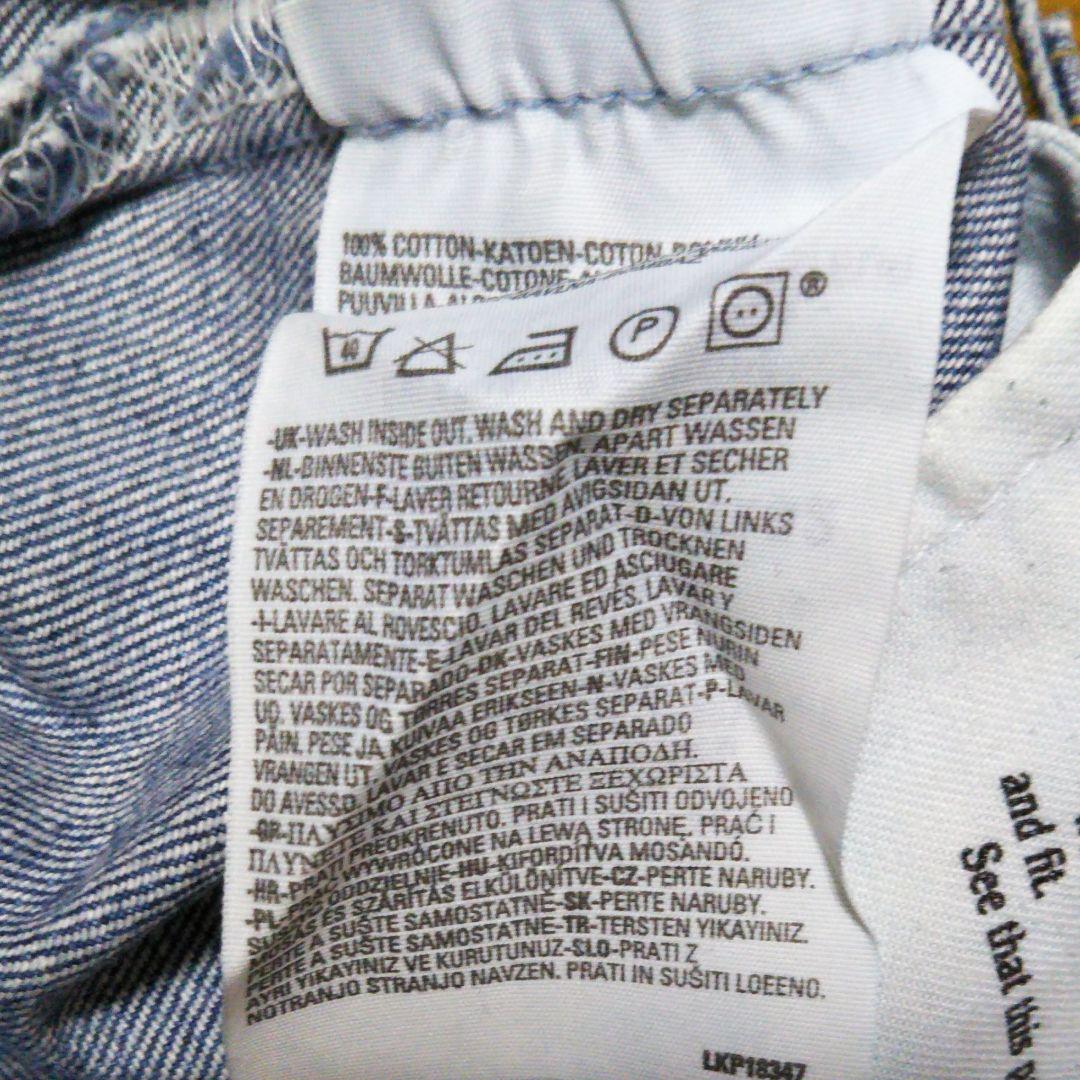 100% COTTON-KATOEN-COTON-
BAUMWOLLE-COTONE-
PUUVILLA-
40 P ®
-UK-WASH INSIDE OUT. WASH AND DRY SEPARATELY
-NL-BINNENSTE BUITEN WASSEN. APART WASSEN
EN DROGEN-F-LAVER RETOURNE. LAVER ET SECHER
SEPAREMENT-S-TVÄTTAS MED AVIGSIDAN UT.
TVÄTTAS OCH TORKTUMLAS SEPARAT-D-VON LINKS
WASCHEN. SEPARAT WASCHEN UND TROCKNEN
-I-LAVARE AL ROVESCIO. LAVARE ED ASCIUGARE
SEPARATAMENTE-E-LAVAR DEL REVÉS. LAVAR Y
SECAR POR SEPARADO-DK-VASKES MED VRANGSIDEN
UD. VASKES OG TØRRES SEPARAT-FIN-PESE NURIN
PÄIN. PESE JA KUIVAA ERIKSEEN-N-VASKES MED
VRANGEN UT. VASKES OG TØRKES SEPARAT-P-LAVAR
DO AVESSO. LAVAR E SECAR EM SEPARADO
-GR-ΠΛΥΣΙΜΟ ΑΠΟ ΤΗΝ ΑΝΑΠΟΔΗ.
ΠΛΥΝΕΤΕ ΚΑΙ ΣΤΕΓΝΩΣΤΕ ΞΕΧΩΡΙΣΤΑ
-HR-PRATI PREOKRENUTO. PRATI I SUŠITI ODVOJENO
-PL-PRAĆ WYWRÓCONE NA LEWĄ STRONĘ. PRAĆ I
ODDZIELNIE-HU-KIFORDÍTVA MOSANDÓ.
ÉS SZÁRÍTÁS ELKÜLÖNÍTVE-CZ-PERTE NARUBY.
PERTE A SUŠTE SAMOSTATNE-SK-PERTE NARUBY.
PERTE A SUŠTE SAMOSTATNE-TR-TERSTEN YIKAYINIZ.
AYRI YIKAYINIZ VE KURUTUNUZ-SLO-PRATI Z
NOTRANJO STRANJO NAVZEN. PRATI IN SUŠITI LOEENO.
LKP18347
and fit.
See that this